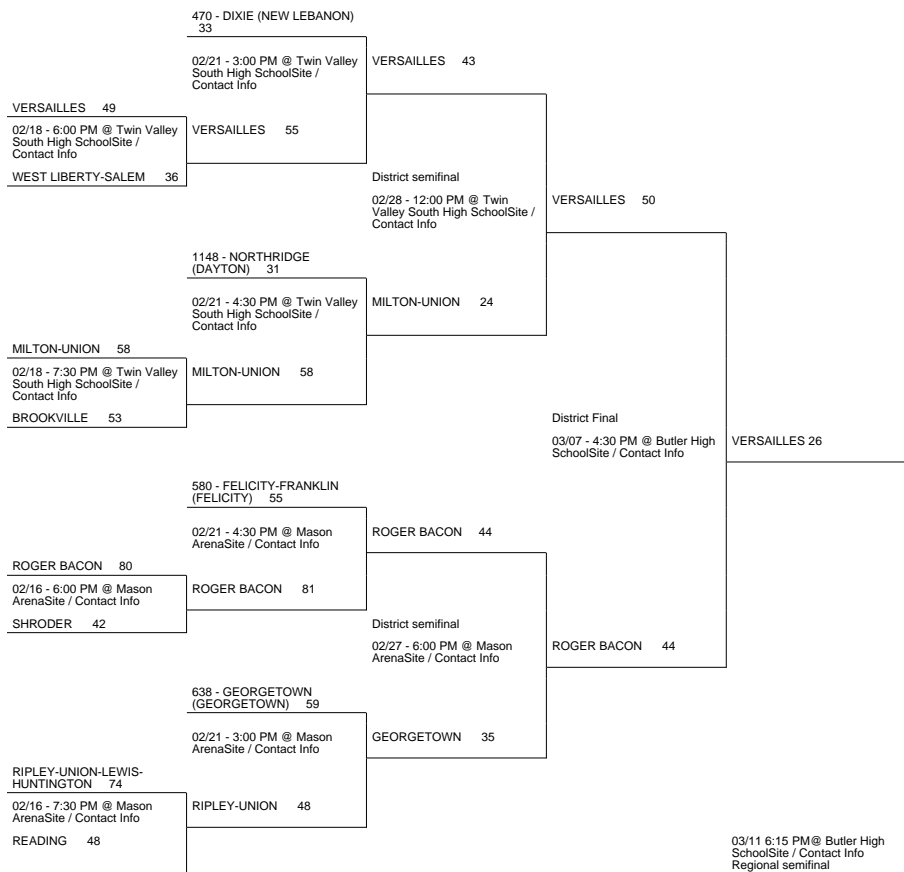 470 - DIXIE (NEW LEBANON)
33
02/21 - 3:00 PM @ Twin Valley
South High SchoolSite /
Contact Info
VERSAILLES 43
VERSAILLES 49
02/18 - 6:00 PM @ Twin Valley
South High SchoolSite /
Contact Info
VERSAILLES 55
WEST LIBERTY-SALEM 36
District semifinal
02/28 - 12:00 PM @ Twin
Valley South High SchoolSite /
Contact Info
VERSAILLES 50
1148 - NORTHRIDGE
(DAYTON) 31
02/21 - 4:30 PM @ Twin Valley
South High SchoolSite /
Contact Info
MILTON-UNION 24
MILTON-UNION 58
02/18 - 7:30 PM @ Twin Valley
South High SchoolSite /
Contact Info
MILTON-UNION 58
BROOKVILLE 53
District Final
03/07 - 4:30 PM @ Butler High
SchoolSite / Contact Info
VERSAILLES 26
580 - FELICITY-FRANKLIN
(FELICITY) 55
02/21 - 4:30 PM @ Mason
ArenaSite / Contact Info
ROGER BACON 44
ROGER BACON 80
02/16 - 6:00 PM @ Mason
ArenaSite / Contact Info
ROGER BACON 81
SHRODER 42
District semifinal
02/27 - 6:00 PM @ Mason
ArenaSite / Contact Info
ROGER BACON 44
638 - GEORGETOWN
(GEORGETOWN) 59
02/21 - 3:00 PM @ Mason
ArenaSite / Contact Info
GEORGETOWN 35
RIPLEY-UNION-LEWIS-
HUNTINGTON 74
02/16 - 7:30 PM @ Mason
ArenaSite / Contact Info
RIPLEY-UNION 48
READING 48
03/11 6:15 PM@ Butler High
SchoolSite / Contact Info
Regional semifinal